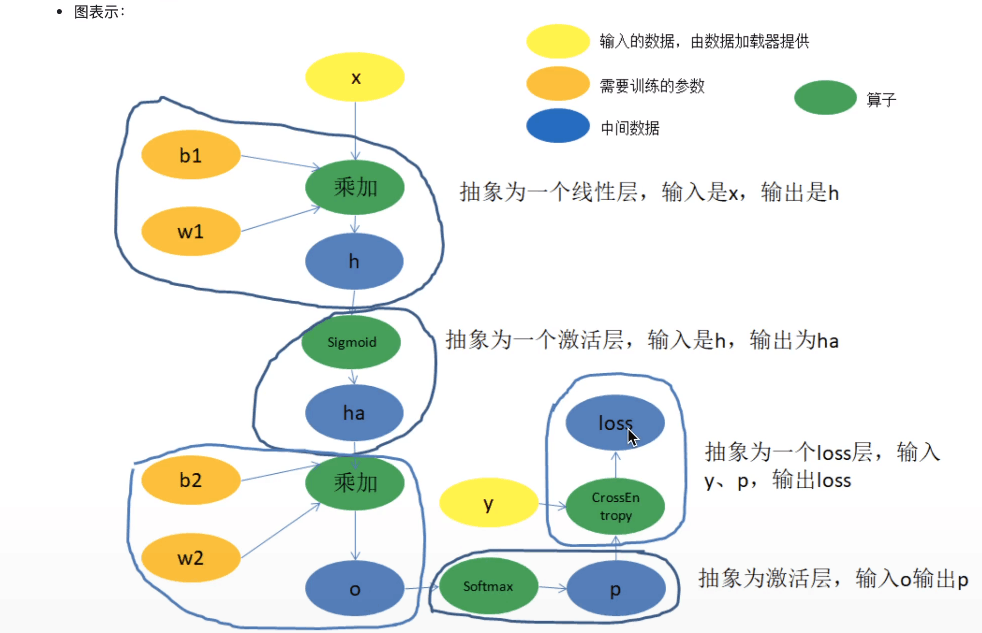 图表示：
输入的数据，由数据加载器提供
需要训练的参数
中间数据
算子
x
b1
w1
乘加
h
抽象为一个线性层，输入是x，输出是h
Sigmoid
ha
抽象为一个激活层，输入是h，输出为ha
b2
w2
乘加
o
y
loss
CrossEn
tropy
抽象为一个loss层，输入
y、p，输出loss
Softmax
p
抽象为激活层，输入o输出p